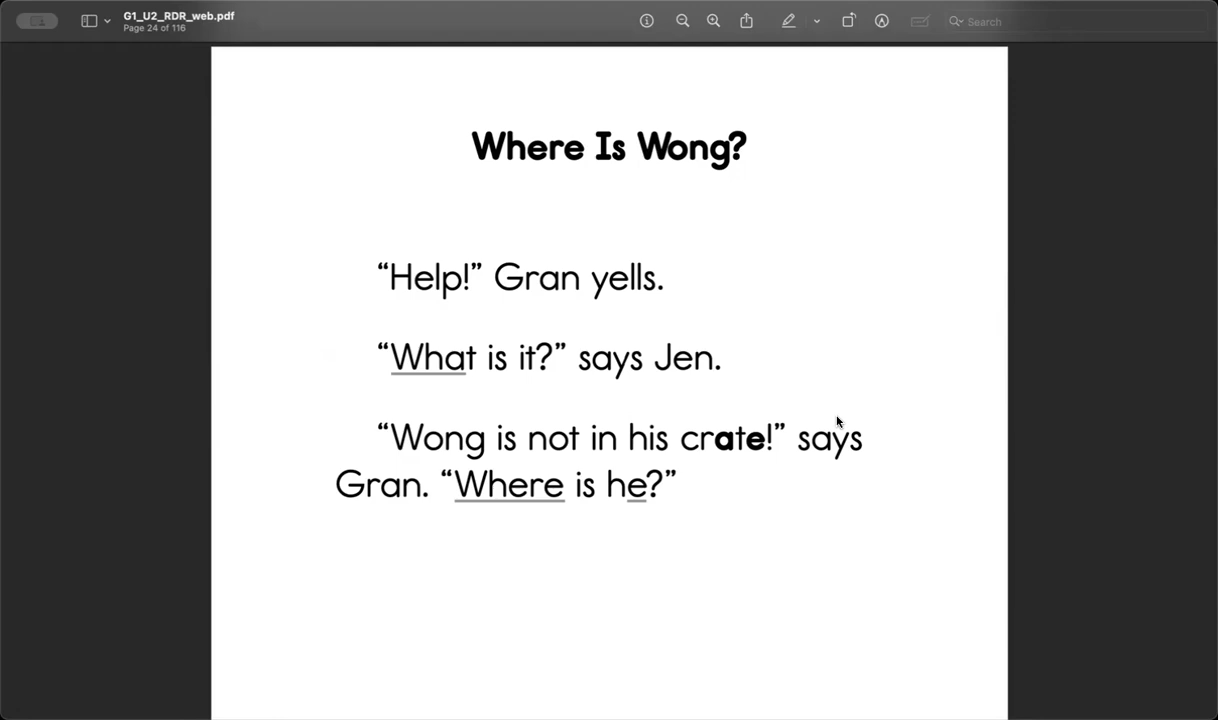 G1_U2_RDR_web.pdf
Page 24 of 116
Search
Where Is Wong?
“Help!” Gran yells.
“What is it?” says Jen.
“Wong is not in his crate!” says
Gran. “Where is he?”